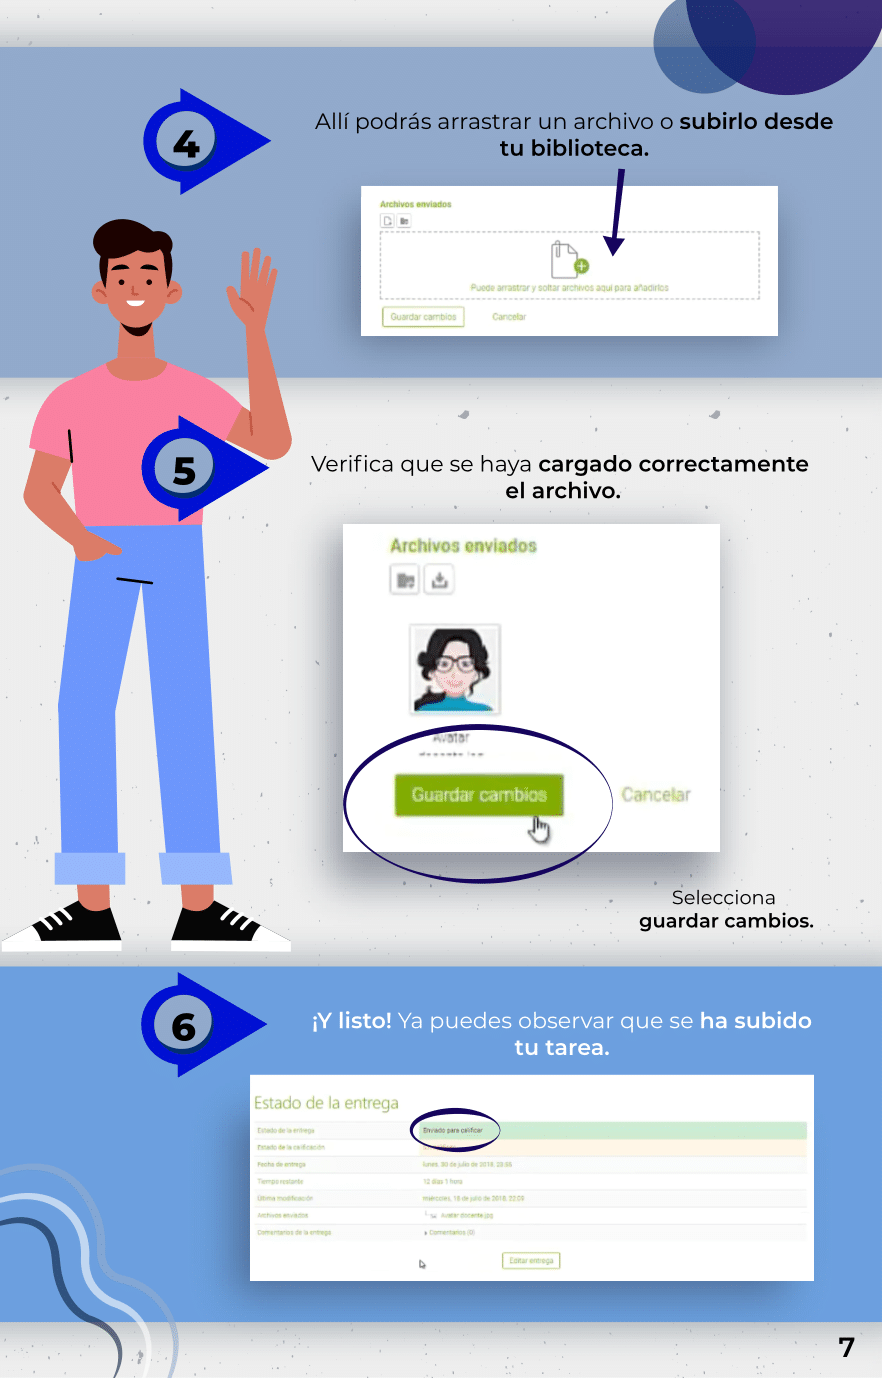 4
Allí podrás arrastrar un archivo o subirlo desde
tu biblioteca.
Archivos enviados
Puede arrastrar y soltar archivos aquí para añadirlos
Guardar cambios Cancelar
5
Verifica que se haya cargado correctamente
el archivo.
Archivos enviados
Avatar
Guardar cambios Cancelar
Selecciona
guardar cambios.
6
¡Y listo! Ya puedes observar que se ha subido
tu tarea.
Estado de la entrega
Estado de la entrega Enviado para calificar
Estado de la calificación
Fecha de entrega lunes, 30 de julio de 2018, 23:55
Tiempo restante 12 días 1 hora
Última modificación miércoles, 18 de julio de 2018, 22:03
Archivos enviados Avatar docente.jpg
Comentarios de la entrega Comentarios (0)
Editar entrega
7